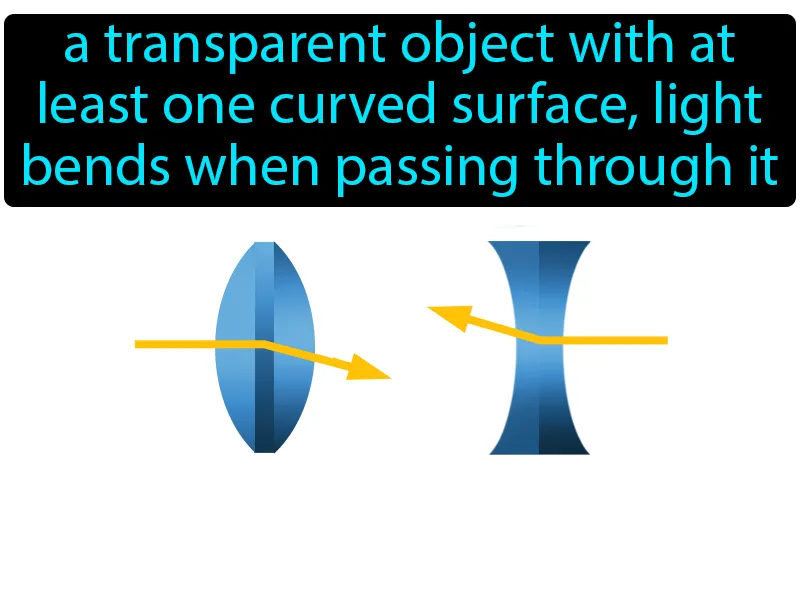 a transparent object with at
least one curved surface, light
bends when passing through it